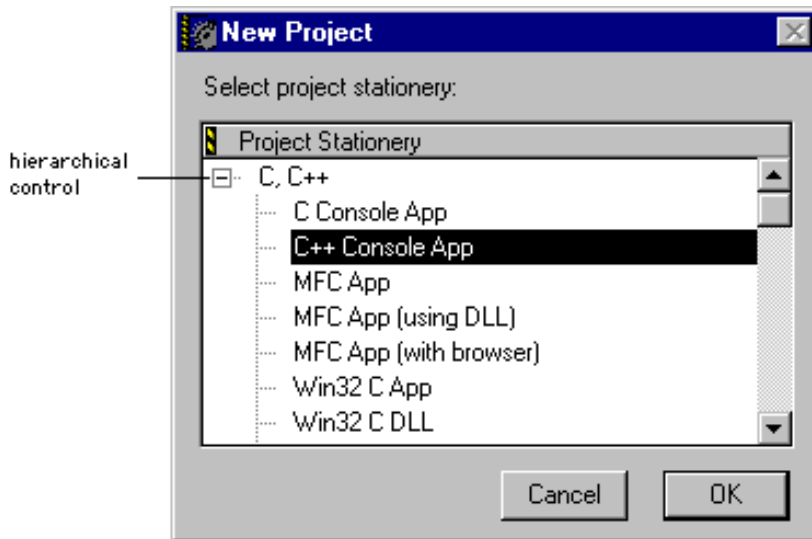 New Project
Select project stationery:
Project Stationery
hierarchical
control
C, C++
C Console App
C++ Console App
MFC App
MFC App (using DLL)
MFC App (with browser)
Win32 C App
Win32 C DLL
Cancel OK